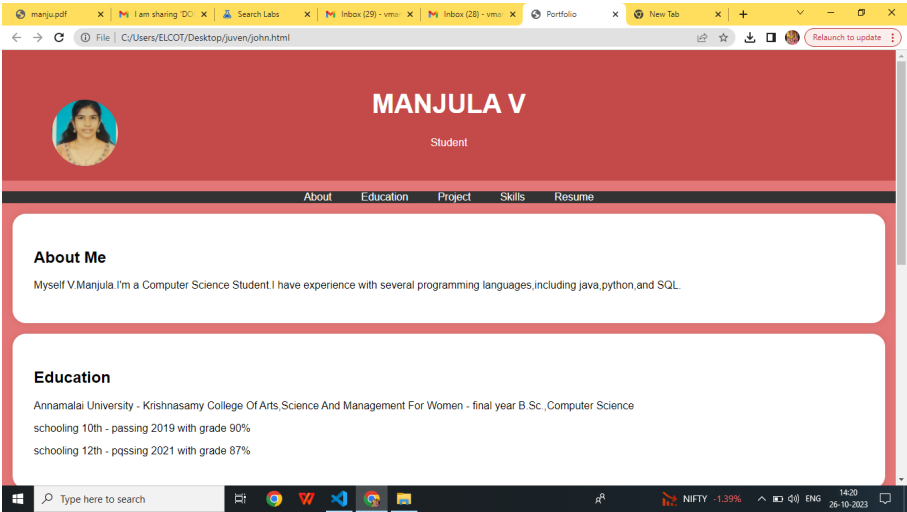 manju.pdf
I am sharing 'DO
Search Labs
Inbox (29) - vmar
Inbox (28) - vmar
Portfolio
New Tab
File
C:/Users/ELCOT/Desktop/juven/john.html
Relaunch to update
MANJULA V
Student
About Education Project Skills Resume
About Me
Myself V.Manjula.I'm a Computer Science Student.I have experience with several programming languages,including java,python,and SQL.
Education
Annamalai University - Krishnasamy College Of Arts,Science And Management For Women - final year B.Sc.,Computer Science
schooling 10th - passing 2019 with grade 90%
schooling 12th - pqssing 2021 with grade 87%
Type here to search
NIFTY -1.39%
ENG
14:20
26-10-2023